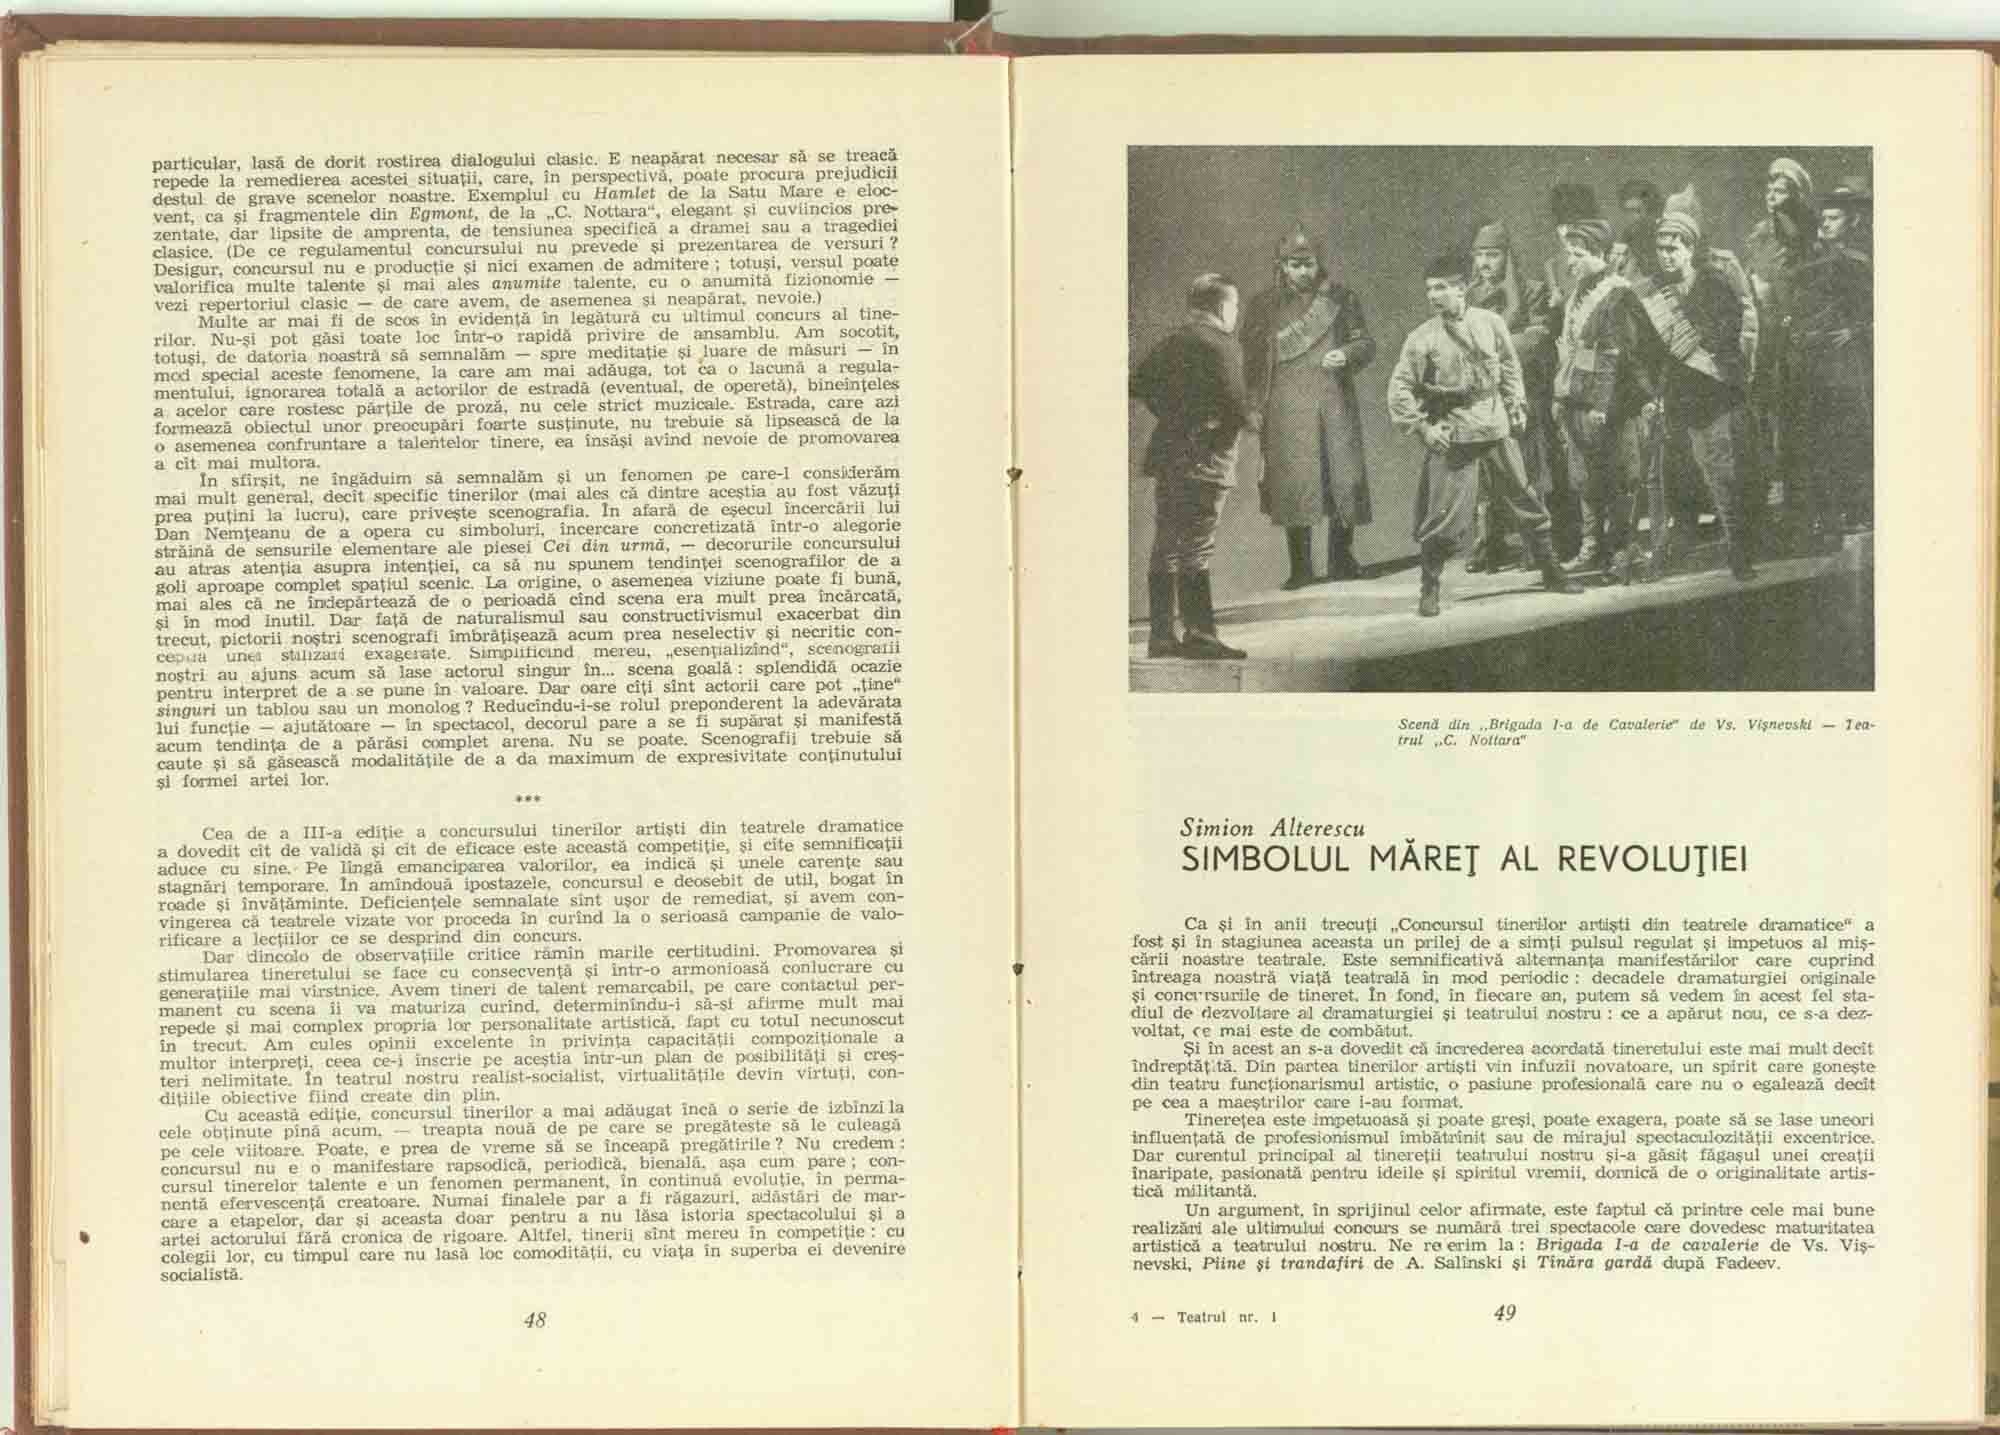 particular, lasă de dorit rostirea dialogului clasic. E neapărat necesar să se treacă
repede la remedierea acestei situații, care, în perspectivă, poate procura prejudicii
destul de grave scenelor noastre. Exemplul cu Hamlet de la Satu Mare e eloc-
vent, ca și fragmentele din Egmont, de la „C. Nottara“, elegant și cuviincios pre-
zentate, dar lipsite de amprenta, de tensiunea specifică a dramei sau a tragediei
clasice. (De ce regulamentul concursului nu prevede și prezentarea de versuri ?
Desigur, concursul nu e producție și nici examen de admitere ; totuși, versul poate
valorifica multe talente și mai ales anumite talente, cu o anumită fizionomie —
vezi repertoriul clasic — de care avem, de asemenea și neapărat, nevoie.)
Multe ar mai fi de scos în evidență în legătură cu ultimul concurs al tine-
rilor. Nu-și pot găsi toate loc într-o rapidă privire de ansamblu. Am socotit,
totuși, de datoria noastră să semnalăm — spre meditație și luare de măsuri — în
mod special aceste fenomene, la care am mai adăuga, tot ca o lacună a regula-
mentului, ignorarea totală a actorilor de estradă (eventual, de operetă), bineînțeles
a acelor care rostesc părțile de proză, nu cele strict muzicale. Estrada, care azi
formează obiectul unor preocupări foarte susținute, nu trebuie să lipsească de la
o asemenea confruntare a talentelor tinere, ea însăși avînd nevoie de promovarea
a cît mai multora.
În sfîrșit, ne îngăduim să semnalăm și un fenomen pe care-l considerăm
mai mult general, decît specific tinerilor (mai ales că dintre aceștia au fost văzuți
prea puțini la lucru), care privește scenografia. În afară de eșecul încercării lui
Dan Nemțeanu de a opera cu simboluri, încercare concretizată într-o alegorie
străină de sensurile elementare ale piesei Cei din urmă, — decorurile concursului
au atras atenția asupra intenției, ca să nu spunem tendinței scenografilor de a
goli aproape complet spațiul scenic. La origine, o asemenea viziune poate fi bună,
mai ales că ne îndepărtează de o perioadă cînd scena era mult prea încărcată,
și în mod inutil. Dar față de naturalismul sau constructivismul exacerbat din
trecut, pictorii noștri scenografi îmbrățișează acum prea neselectiv și necritic con-
cepția unei stilizări exagerate. Simplificînd mereu, „esențializînd“, scenografii
noștri au ajuns acum să lase actorul singur în... scena goală : splendidă ocazie
pentru interpret de a se pune în valoare. Dar oare cîți sînt actorii care pot „ține“
singuri un tablou sau un monolog ? Reducîndu-i-se rolul preponderent la adevărata
lui funcție — ajutătoare — în spectacol, decorul pare a se fi supărat și manifestă
acum tendința de a părăsi complet arena. Nu se poate. Scenografii trebuie să
caute și să găsească modalitățile de a da maximum de expresivitate conținutului
și formei artei lor.
***
Cea de a III-a ediție a concursului tinerilor artiști din teatrele dramatice
a dovedit cît de validă și cît de eficace este această competiție, și cîte semnificații
aduce cu sine. Pe lîngă emanciparea valorilor, ea indică și unele carențe sau
stagnări temporare. În amîndouă ipostazele, concursul e deosebit de util, bogat în
roade și învățăminte. Deficiențele semnalate sînt ușor de remediat, și avem con-
vingerea că teatrele vizate vor proceda în curînd la o serioasă campanie de valo-
rificare a lecțiilor ce se desprind din concurs.
Dar dincolo de observațiile critice rămîn marile certitudini. Promovarea și
stimularea tineretului se face cu consecvență și într-o armonioasă conlucrare cu
generațiile mai vîrstnice. Avem tineri de talent remarcabil, pe care contactul per-
manent cu scena îi va maturiza curînd, determinîndu-i să-și afirme mult mai
repede și mai complex propria lor personalitate artistică, fapt cu totul necunoscut
în trecut. Am cules opinii excelente în privința capacității compoziționale a
multor interpreți, ceea ce-i înscrie pe aceștia într-un plan de posibilități și creș-
teri nelimitate. În teatrul nostru realist-socialist, virtualitățile devin virtuți, con-
dițiile obiective fiind create din plin.
Cu această ediție, concursul tinerilor a mai adăugat încă o serie de izbînzi la
cele obținute pînă acum, — treapta nouă de pe care se pregătește să le culeagă
pe cele viitoare. Poate, e prea de vreme să se înceapă pregătirile ? Nu credem :
concursul nu e o manifestare rapsodică, periodică, bienală, așa cum pare ; con-
cursul tinerelor talente e un fenomen permanent, în continuă evoluție, în perma-
nentă efervescență creatoare. Numai finalele par a fi răgazuri, adăstări de mar-
care a etapelor, dar și aceasta doar pentru a nu lăsa istoria spectacolului și a
artei actorului fără cronica de rigoare. Altfel, tinerii sînt mereu în competiție : cu
colegii lor, cu timpul care nu lasă loc comodității, cu viața în superba ei devenire
socialistă.
48
Scenă din „Brigada I-a de Cavalerie“ de Vs. Vișnevski — Tea-
trul „C. Nottara“
Simion Alterescu
SIMBOLUL MĂREȚ AL REVOLUȚIEI
Ca și în anii trecuți „Concursul tinerilor artiști din teatrele dramatice“ a
fost și în stagiunea aceasta un prilej de a simți pulsul regulat și impetuos al miș-
cării noastre teatrale. Este semnificativă alternanța manifestărilor care cuprind
întreaga noastră viață teatrală în mod periodic : decadele dramaturgiei originale
și concursurile de tineret. În fond, în fiecare an, putem să vedem în acest fel sta-
diul de dezvoltare al dramaturgiei și teatrului nostru : ce a apărut nou, ce s-a dez-
voltat, ce mai este de combătut.
Și în acest an s-a dovedit că încrederea acordată tineretului este mai mult decît
îndreptățită. Din partea tinerilor artiști vin infuzii novatoare, un spirit care gonește
din teatru funcționarismul artistic, o pasiune profesională care nu o egalează decît
pe cea a maeștrilor care i-au format.
Tinerețea este impetuoasă și poate greși, poate exagera, poate să se lase uneori
influențată de profesionismul îmbătrînit sau de mirajul spectaculozității excentrice.
Dar curentul principal al tinereții teatrului nostru și-a găsit făgașul unei creații
înaripate, pasionată pentru ideile și spiritul vremii, dornică de o originalitate artis-
tică militantă.
Un argument, în sprijinul celor afirmate, este faptul că printre cele mai bune
realizări ale ultimului concurs se numără trei spectacole care dovedesc maturitatea
artistică a teatrului nostru. Ne referim la : Brigada I-a de cavalerie de Vs. Viș-
nevski, Pîine și trandafiri de A. Salînski și Tînăra gardă după Fadeev.
4 — Teatrul nr. 1
49